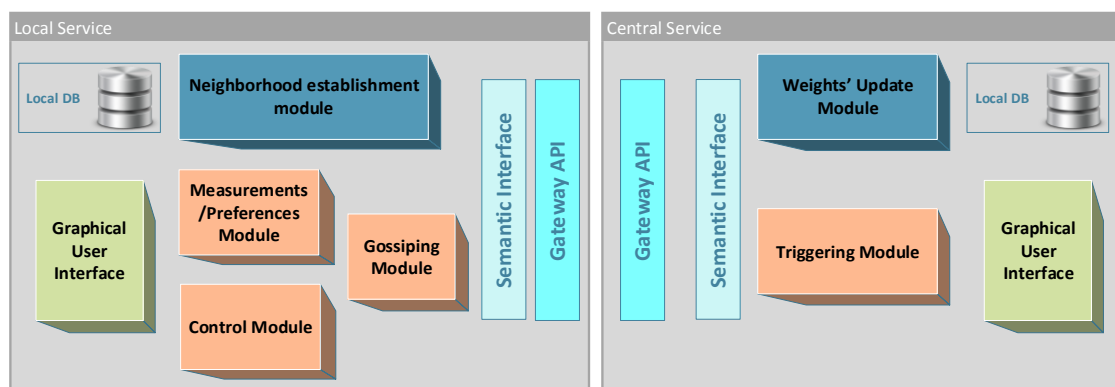 Local Service
Local DB
Neighborhood establishment
module
Graphical
User
Interface
Measurements
/Preferences
Module
Gossiping
Module
Control Module
Semantic Interface
Gateway API
Central Service
Gateway API
Semantic Interface
Weights' Update
Module
Local DB
Triggering Module
Graphical
User
Interface